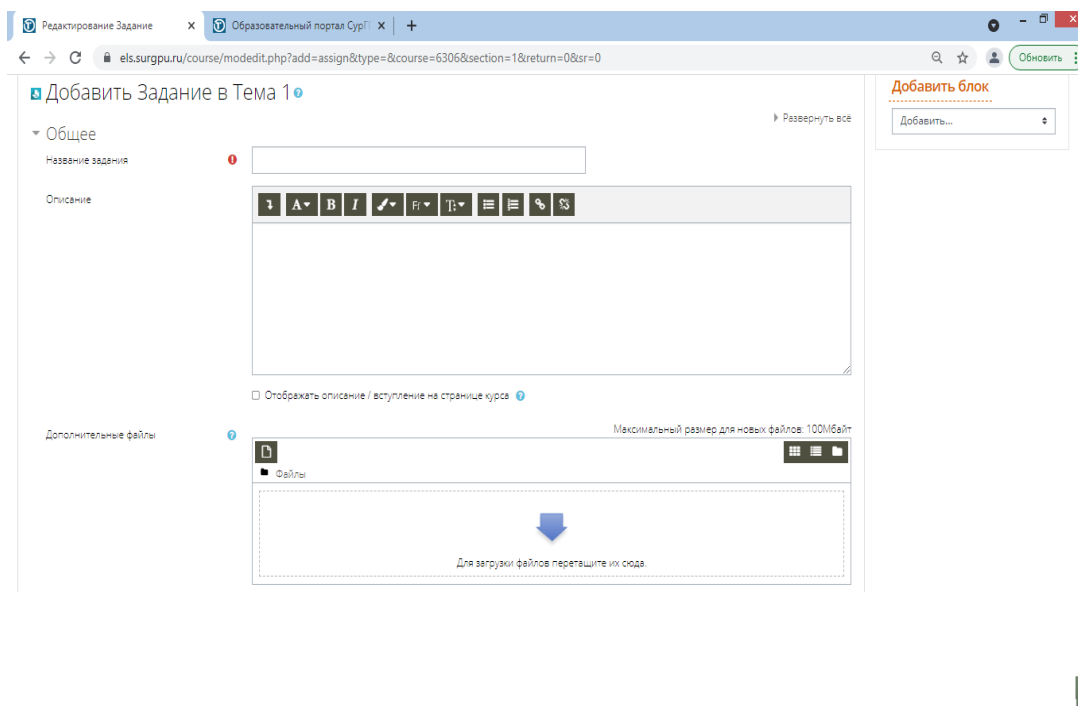 Редактирование Задание
Образовательный портал СурГ
els.surgpu.ru/course/modedit.php?add=assign&type=&course=6306&section=1&return=0&sr=0
Обновить
Добавить Задание в Тема 1
Добавить блок
Развернуть всё
Добавить...
Общее
Название задания
Описание
Отображать описание / вступление на странице курса
Дополнительные файлы
Максимальный размер для новых файлов: 100Мбайт
Файлы
Для загрузки файлов перетащите их сюда.